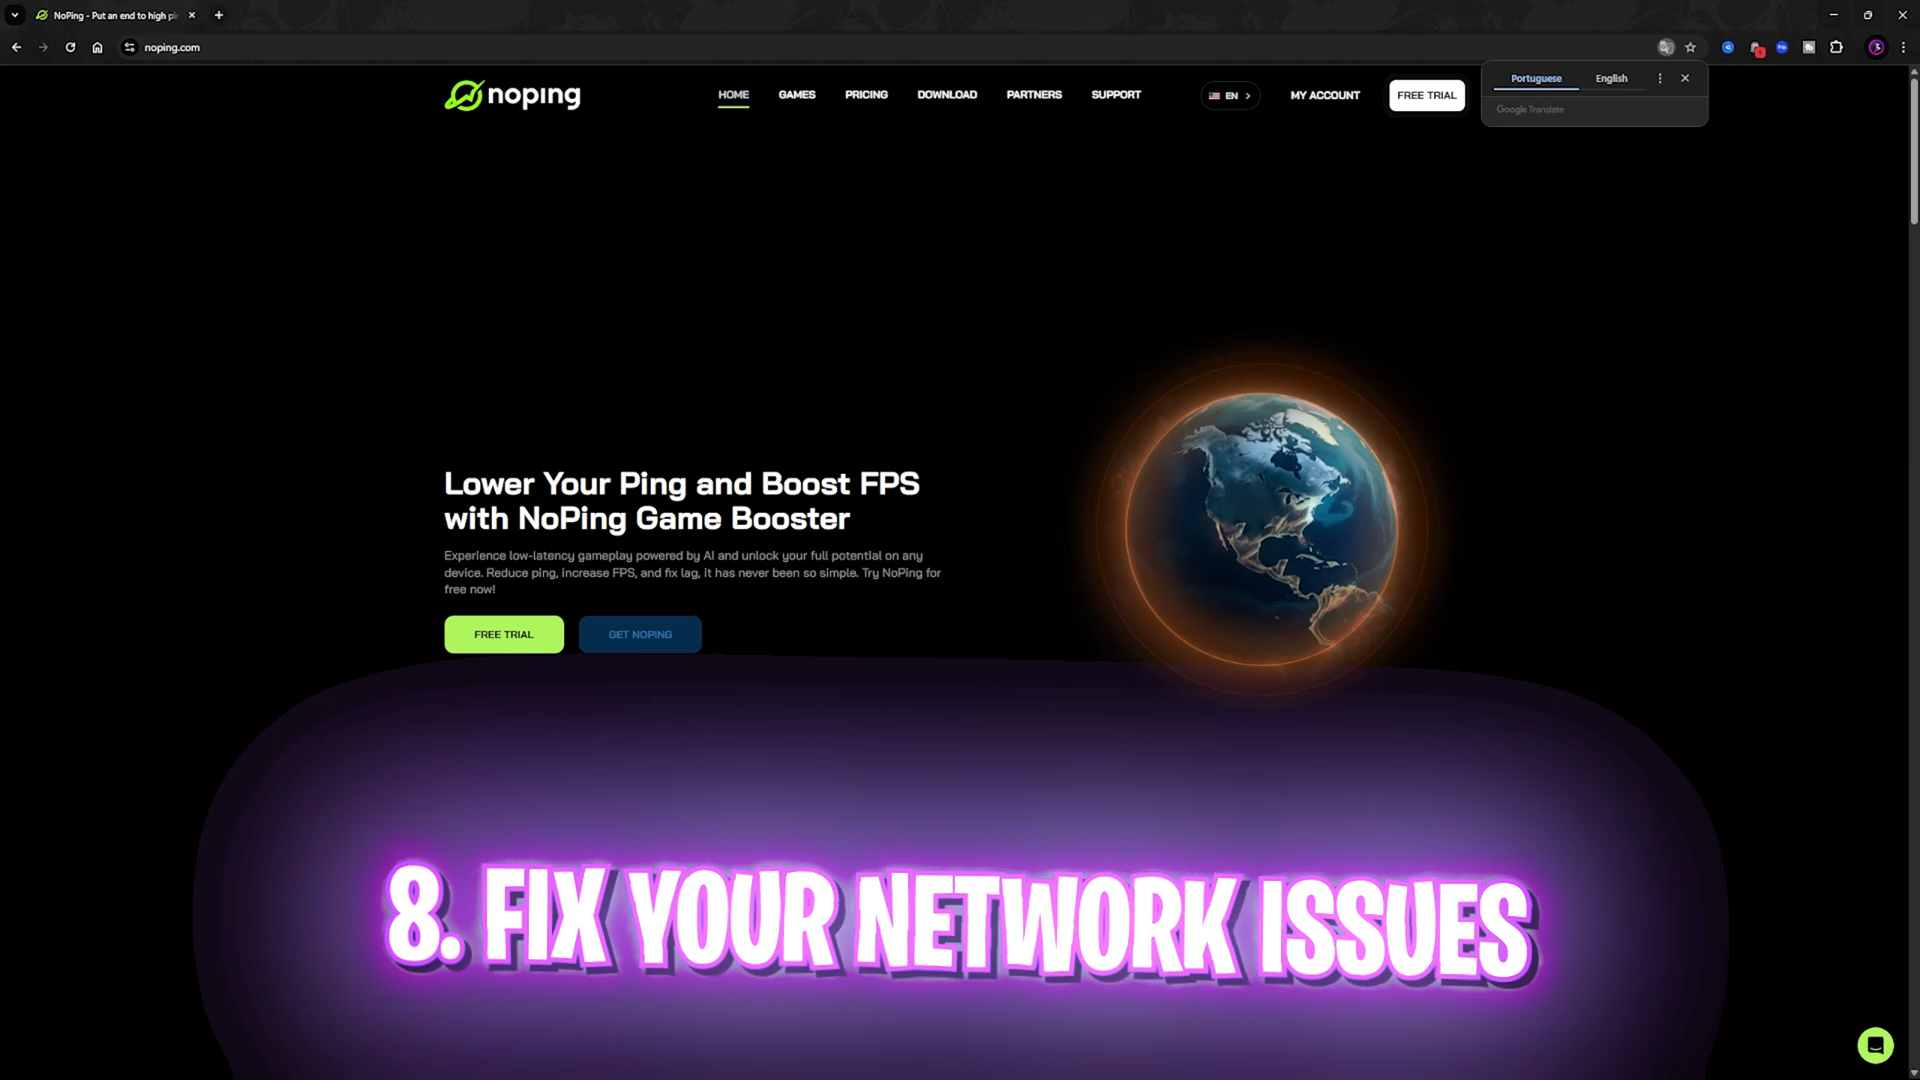 NoPing - Put an end to high pi
noping.com
Portuguese English
Google Translate
noping
HOME GAMES PRICING DOWNLOAD PARTNERS SUPPORT
EN
MY ACCOUNT
FREE TRIAL
Lower Your Ping and Boost FPS
with NoPing Game Booster
Experience low-latency gameplay powered by AI and unlock your full potential on any
device. Reduce ping, increase FPS, and fix lag, it has never been so simple. Try NoPing for
free now!
FREE TRIAL
GET NOPING
8. FIX YOUR NETWORK ISSUES